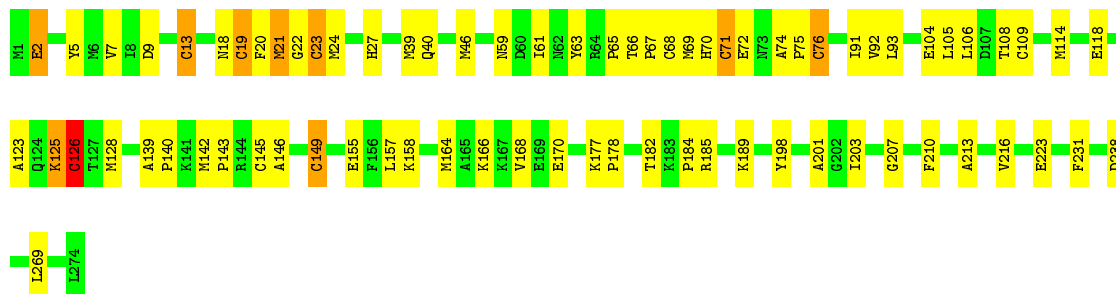 M1 E2 Y5 M6 V7 I8 D9 C13 N18 C19 F20 M21 G22 C23 M24 H27 M39 Q40 M46 N59 D60 I61 N62 Y63 R64 P65 T66 P67 C68 M69 H70 C71 E72 N73 A74 P75 C76 I91 V92 L93 E104 L105 L106 D107 T108 C109 M114 E118
A123 Q124 K125 C126 T127 M128 A139 P140 K141 M142 P143 R144 C145 A146 C149 E155 F156 L157 K158 M164 A165 K166 K167 V168 E169 E170 K177 P178 T182 K183 P184 R185 K189 Y198 A201 G202 I203 G207 F210 A213 V216 E223 F231
L269 L274